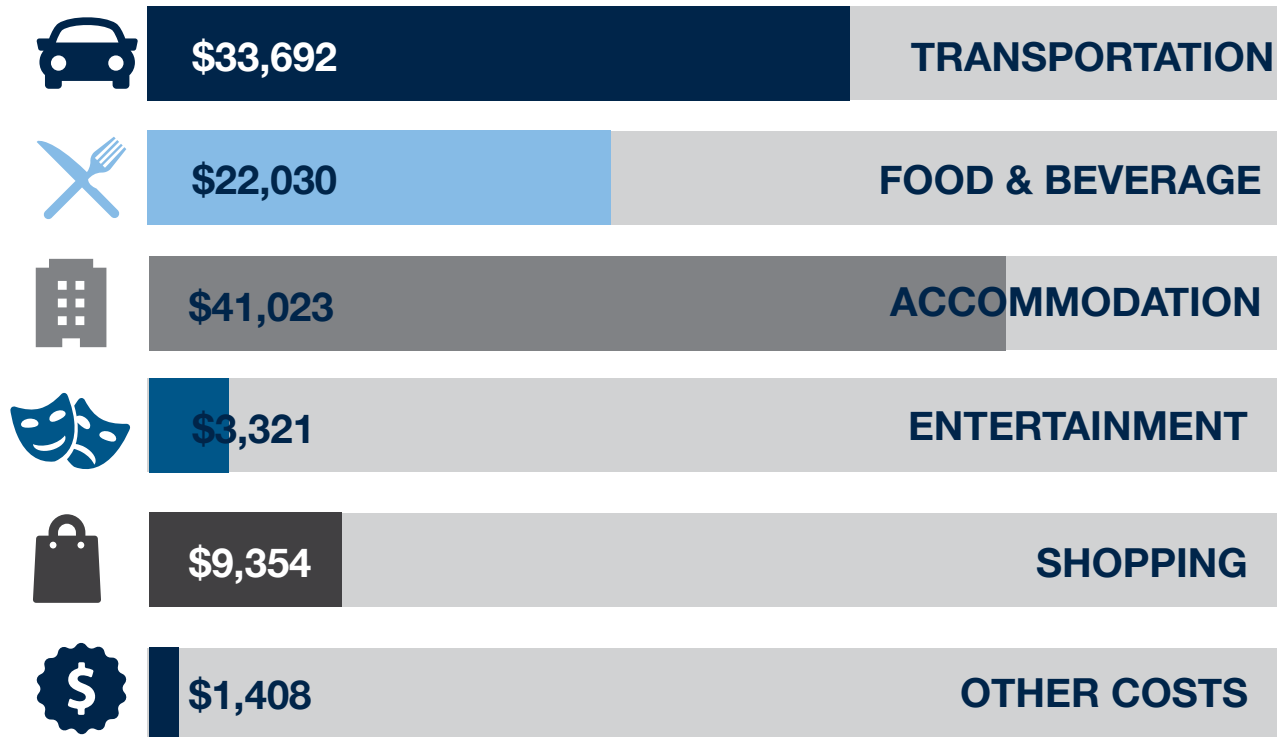 $33,692 TRANSPORTATION
$22,030 FOOD & BEVERAGE
$41,023 ACCOMMODATION
$3,321 ENTERTAINMENT
$9,354 SHOPPING
$ $1,408 OTHER COSTS